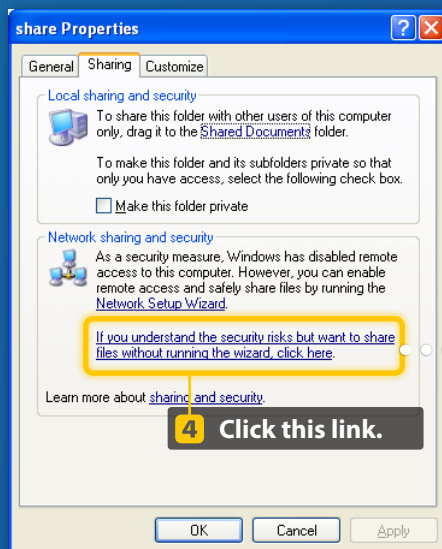 share Properties
General Sharing Customize
Local sharing and security
To share this folder with other users of this computer
only, drag it to the Shared Documents folder.
To make this folder and its subfolders private so that
only you have access, select the following check box.
Make this folder private
Network sharing and security
As a security measure, Windows has disabled remote
access to this computer. However, you can enable
remote access and safely share files by running the
Network Setup Wizard.
If you understand the security risks but want to share
files without running the wizard, click here.
Learn more about sharing and security.
4 Click this link.
OK Cancel Apply